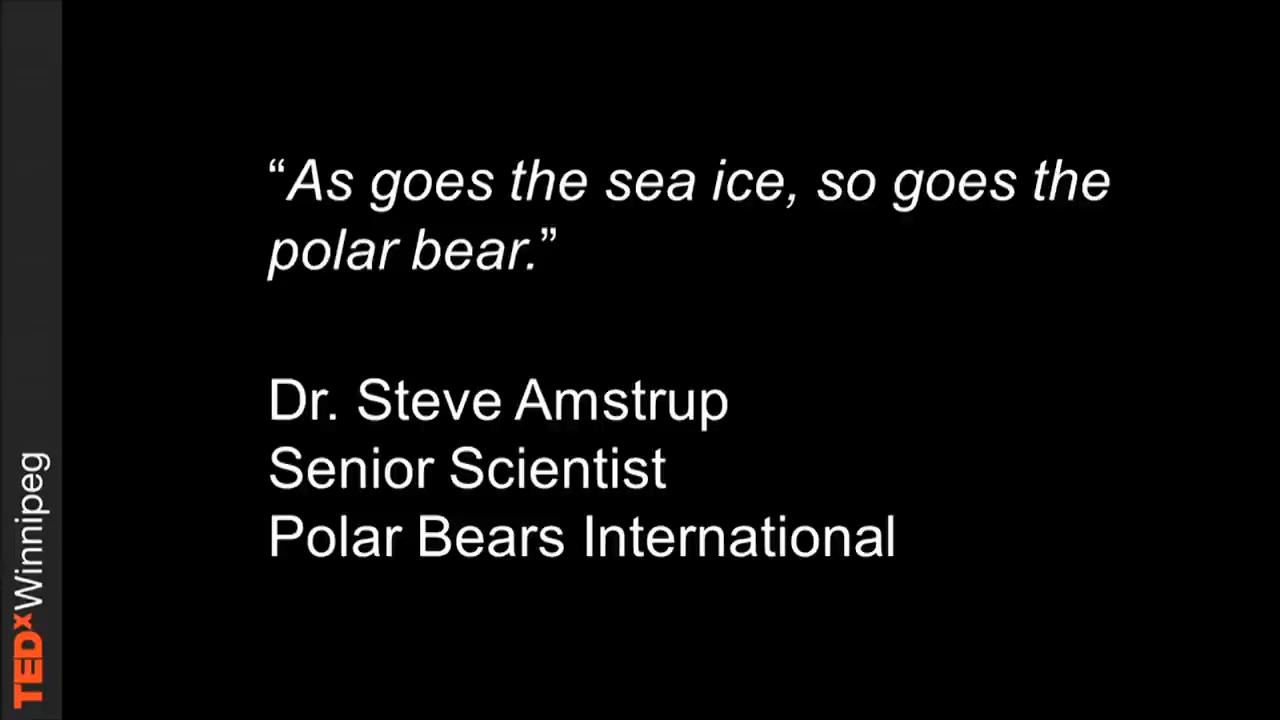 “As goes the sea ice, so goes the
polar bear.”
Dr. Steve Amstrup
Senior Scientist
Polar Bears International
TEDxWinnipeg